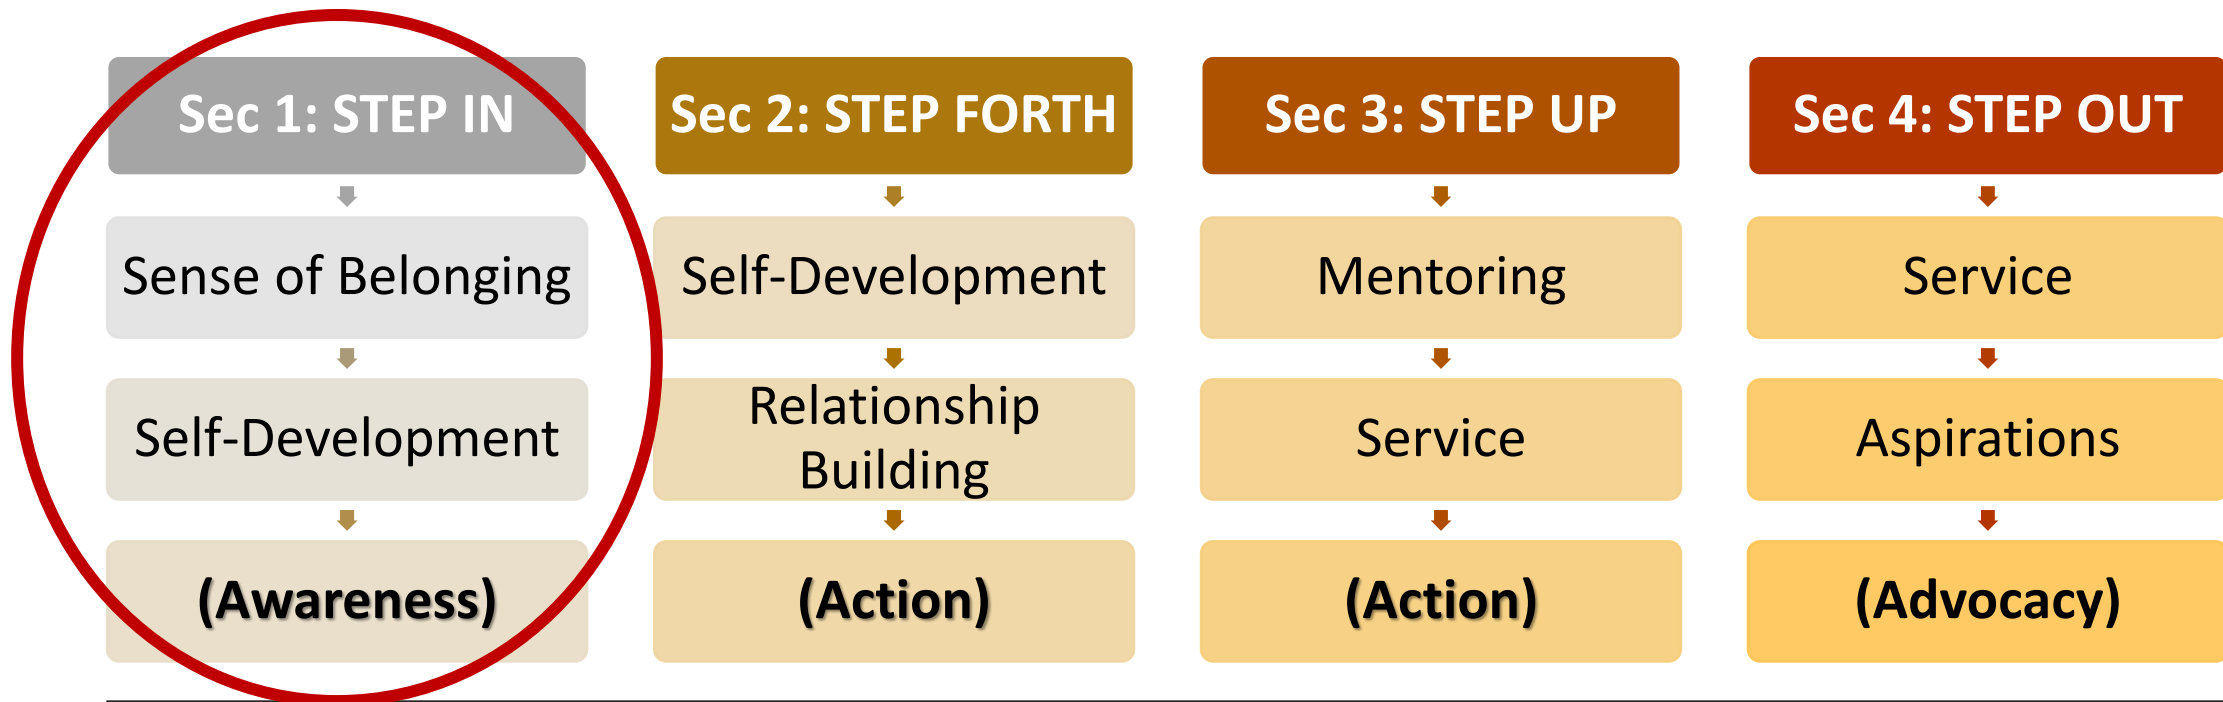 Sec 1: STEP IN
Sense of Belonging
Self-Development
(Awareness)
Sec 2: STEP FORTH
Self-Development
Relationship
Building
(Action)
Sec 3: STEP UP
Mentoring
Service
(Action)
Sec 4: STEP OUT
Service
Aspirations
(Advocacy)